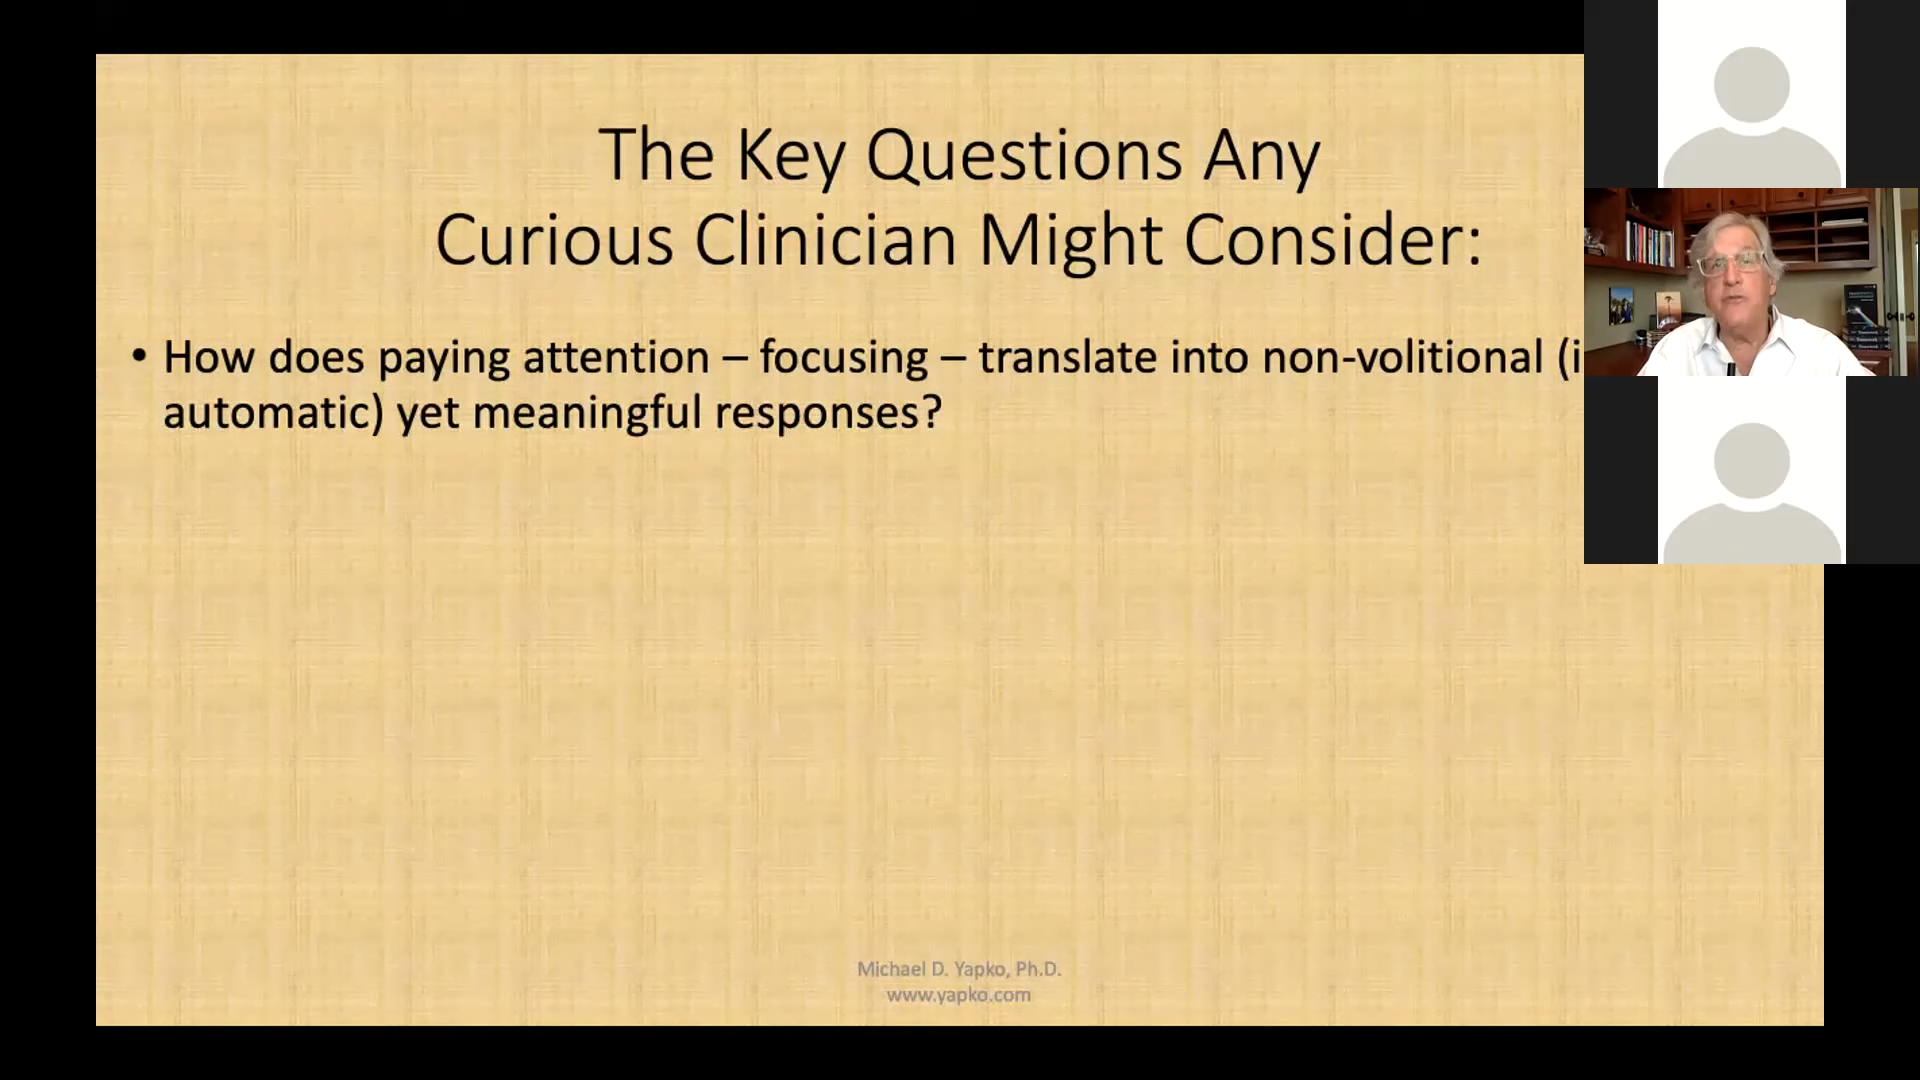 The Key Questions Any
Curious Clinician Might Consider:
• How does paying attention – focusing – translate into non-volitional (i
automatic) yet meaningful responses?
Michael D. Yapko, Ph.D.
www.yapko.com